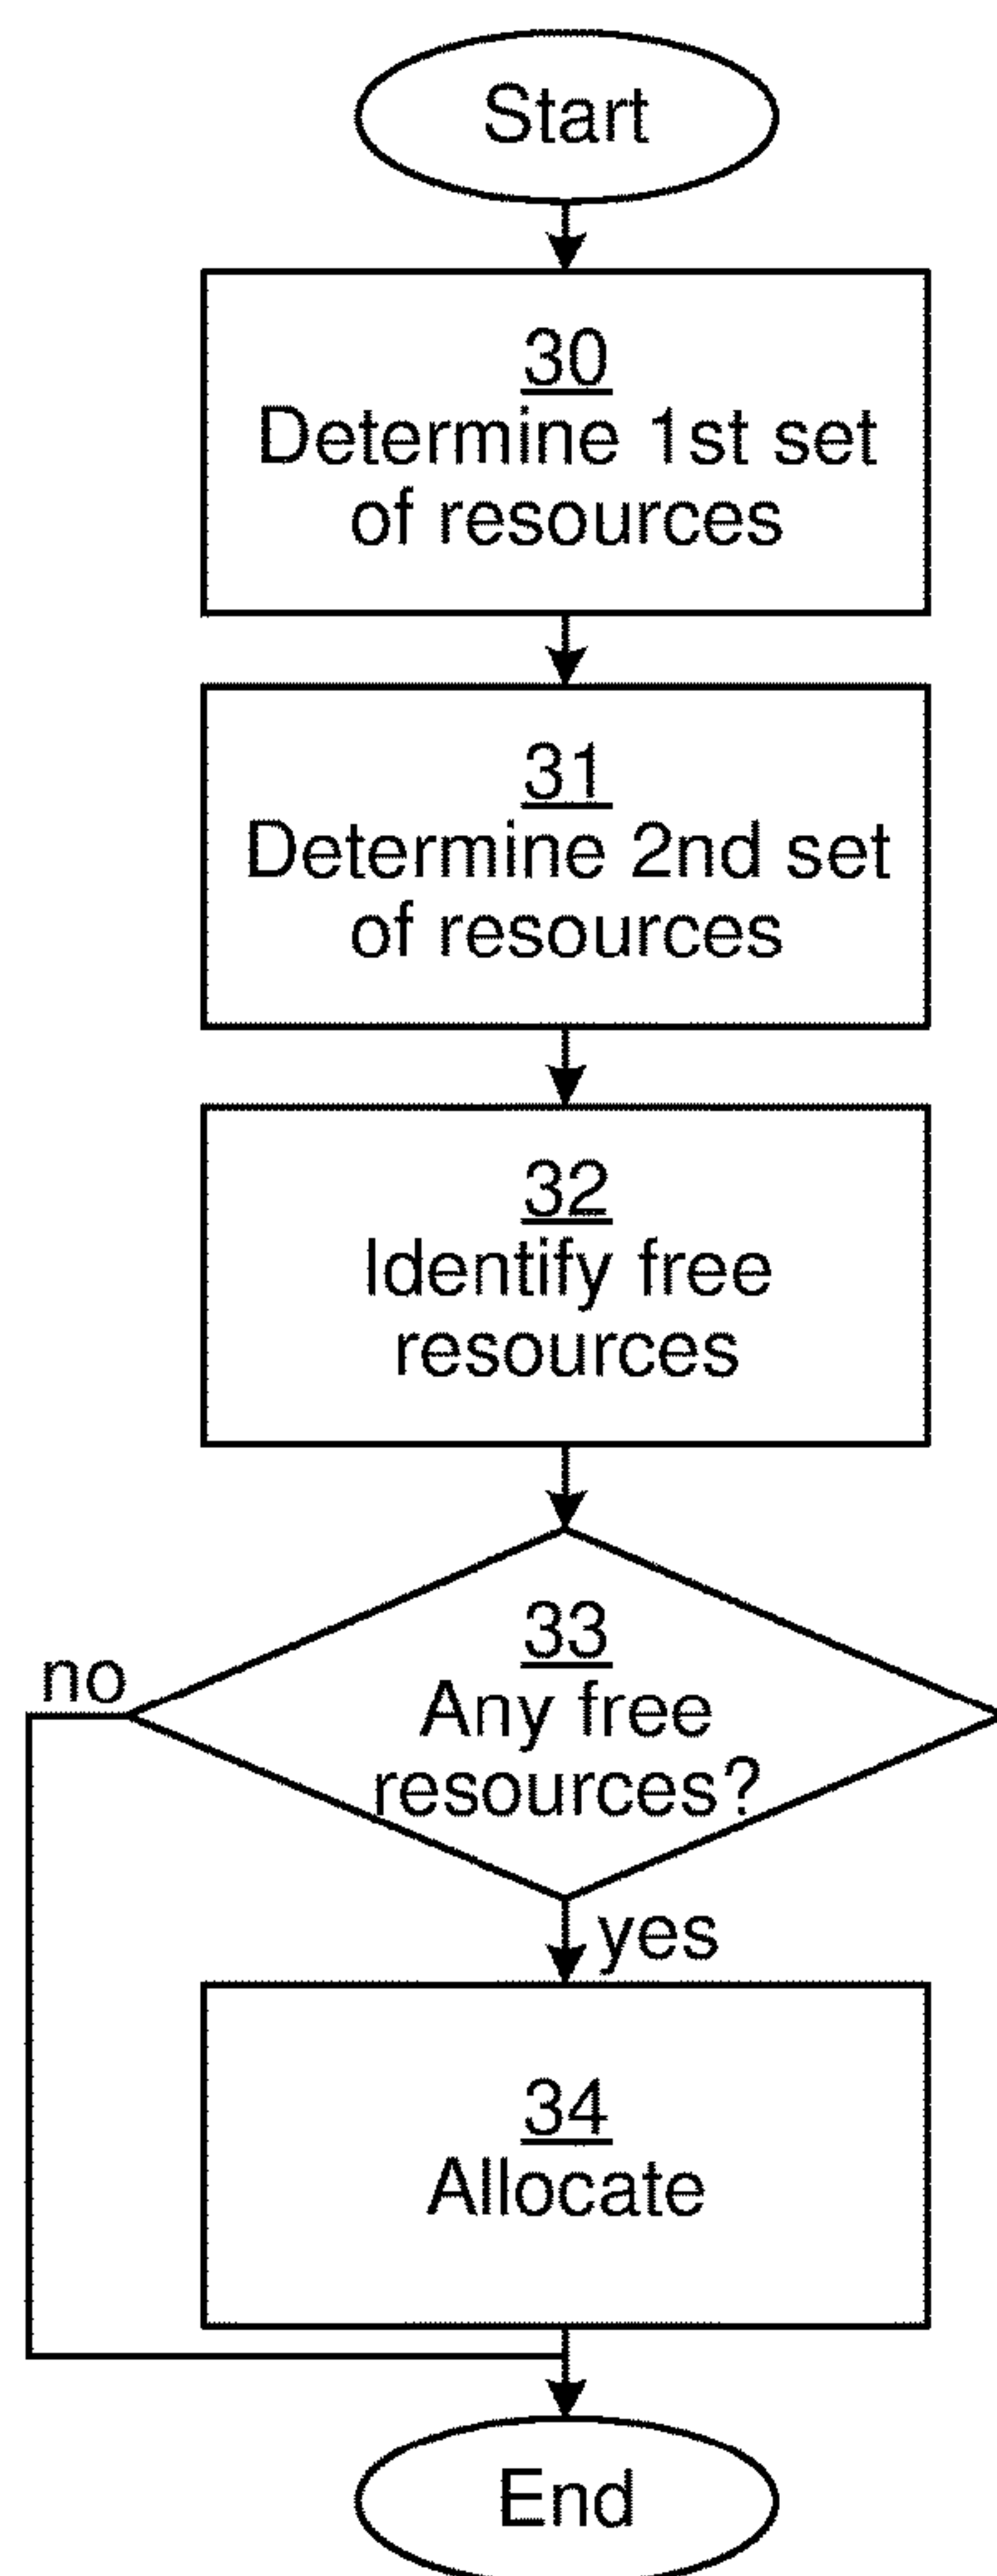 Start
30
Determine 1st set
of resources
31
Determine 2nd set
of resources
32
Identify free
resources
33
Any free
resources?
no
yes
34
Allocate
End